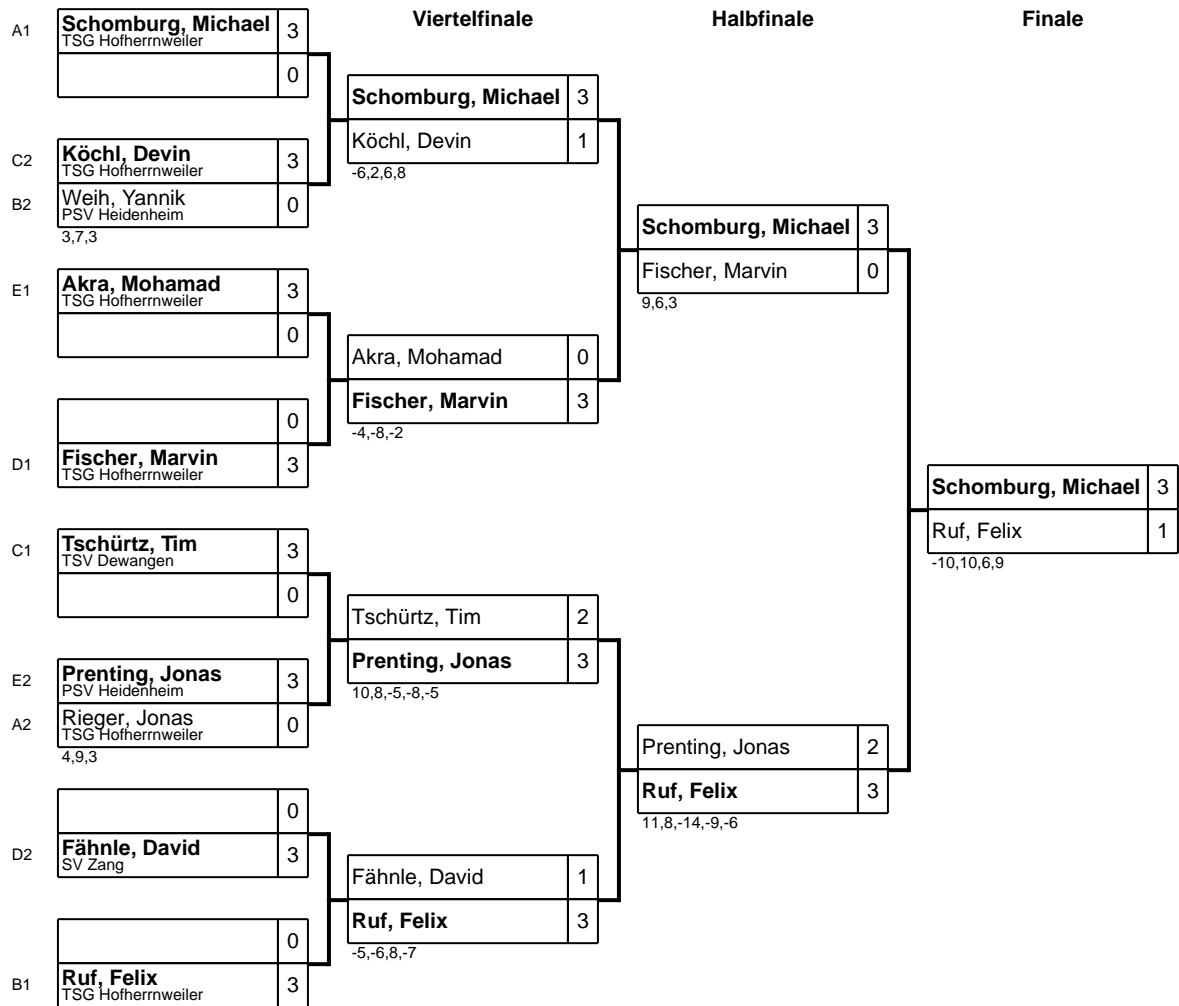 Viertelfinale
Halbfinale
Finale
A1
Schomburg, Michael 3
TSG Hofherrnweiler
0
C2
Köchl, Devin 3
TSG Hofherrnweiler
B2
Weih, Yannik 0
PSV Heidenheim
3,7,3
E1
Akra, Mohamad 3
TSG Hofherrnweiler
0
0
D1
Fischer, Marvin 3
TSG Hofherrnweiler
C1
Tschürtz, Tim 3
TSV Dewangen
0
E2
Prenting, Jonas 3
PSV Heidenheim
A2
Rieger, Jonas 0
TSG Hofherrnweiler
4,9,3
0
D2
Fähnle, David 3
SV Zang
0
B1
Ruf, Felix 3
TSG Hofherrnweiler
Schomburg, Michael 3
Köchl, Devin 1
-6,2,6,8
Akra, Mohamad 0
Fischer, Marvin 3
-4,-8,-2
Tschürtz, Tim 2
Prenting, Jonas 3
10,8,-5,-8,-5
Fähnle, David 1
Ruf, Felix 3
-5,-6,8,-7
Schomburg, Michael 3
Fischer, Marvin 0
9,6,3
Prenting, Jonas 2
Ruf, Felix 3
11,8,-14,-9,-6
Schomburg, Michael 3
Ruf, Felix 1
-10,10,6,9